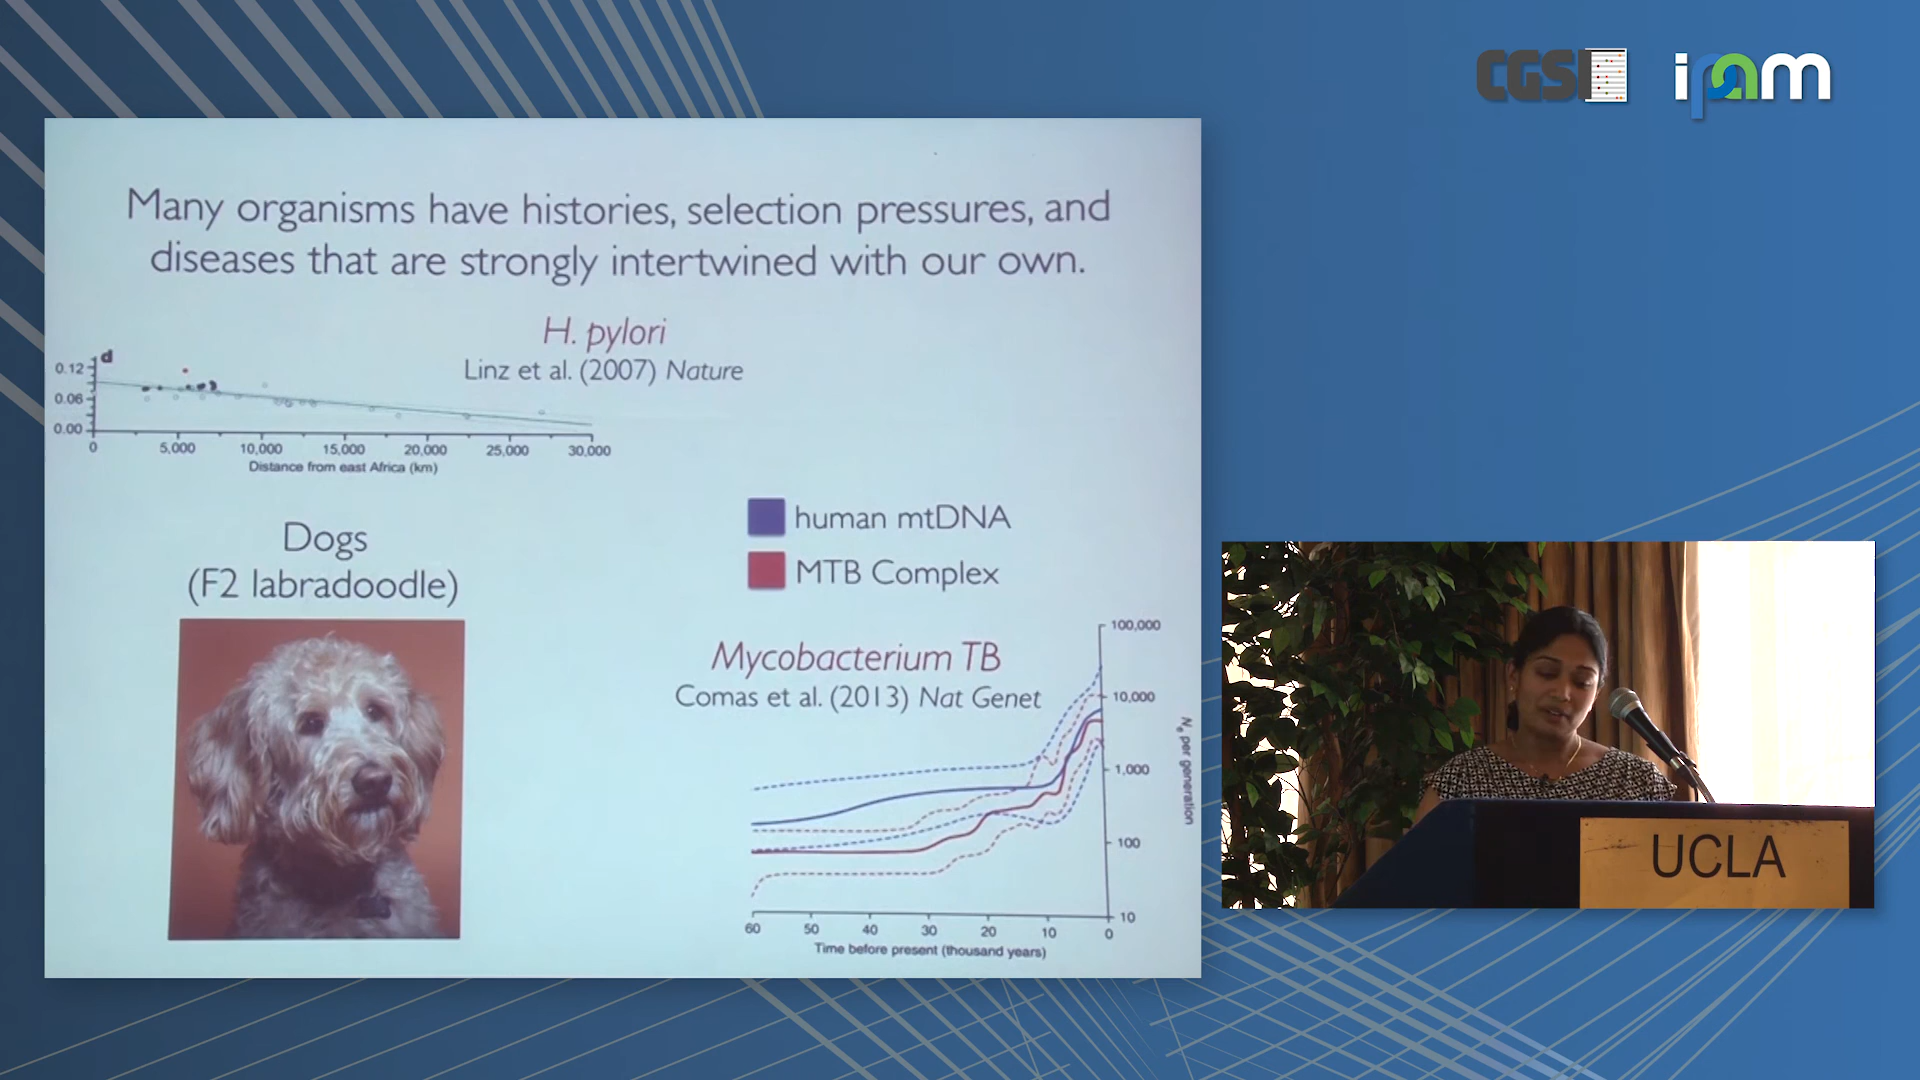 CGSI
ipam
Many organisms have histories, selection pressures, and
diseases that are strongly intertwined with our own.
H. pylori
Linz et al. (2007) Nature
d
0.12
0.06
0.00
0 5,000 10,000 15,000 20,000 25,000 30,000
Distance from east Africa (km)
Dogs
(F2 labradoodle)
human mtDNA
MTB Complex
Mycobacterium TB
Comas et al. (2013) Nat Genet
100,000
10,000
1,000
100
10
Ne per generation
60 50 40 30 20 10 0
Time before present (thousand years)
UCLA